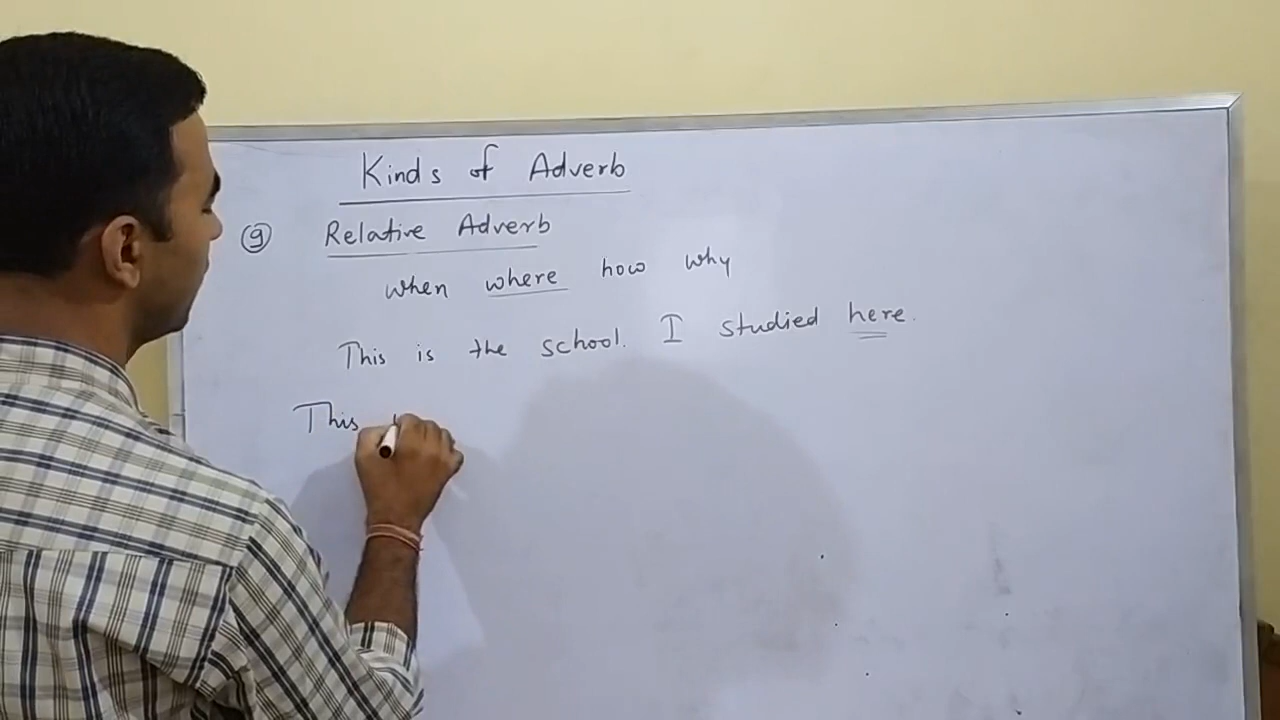 Kinds of Adverb
9 Relative Adverb
when where how why
This is the school. I studied here.
This